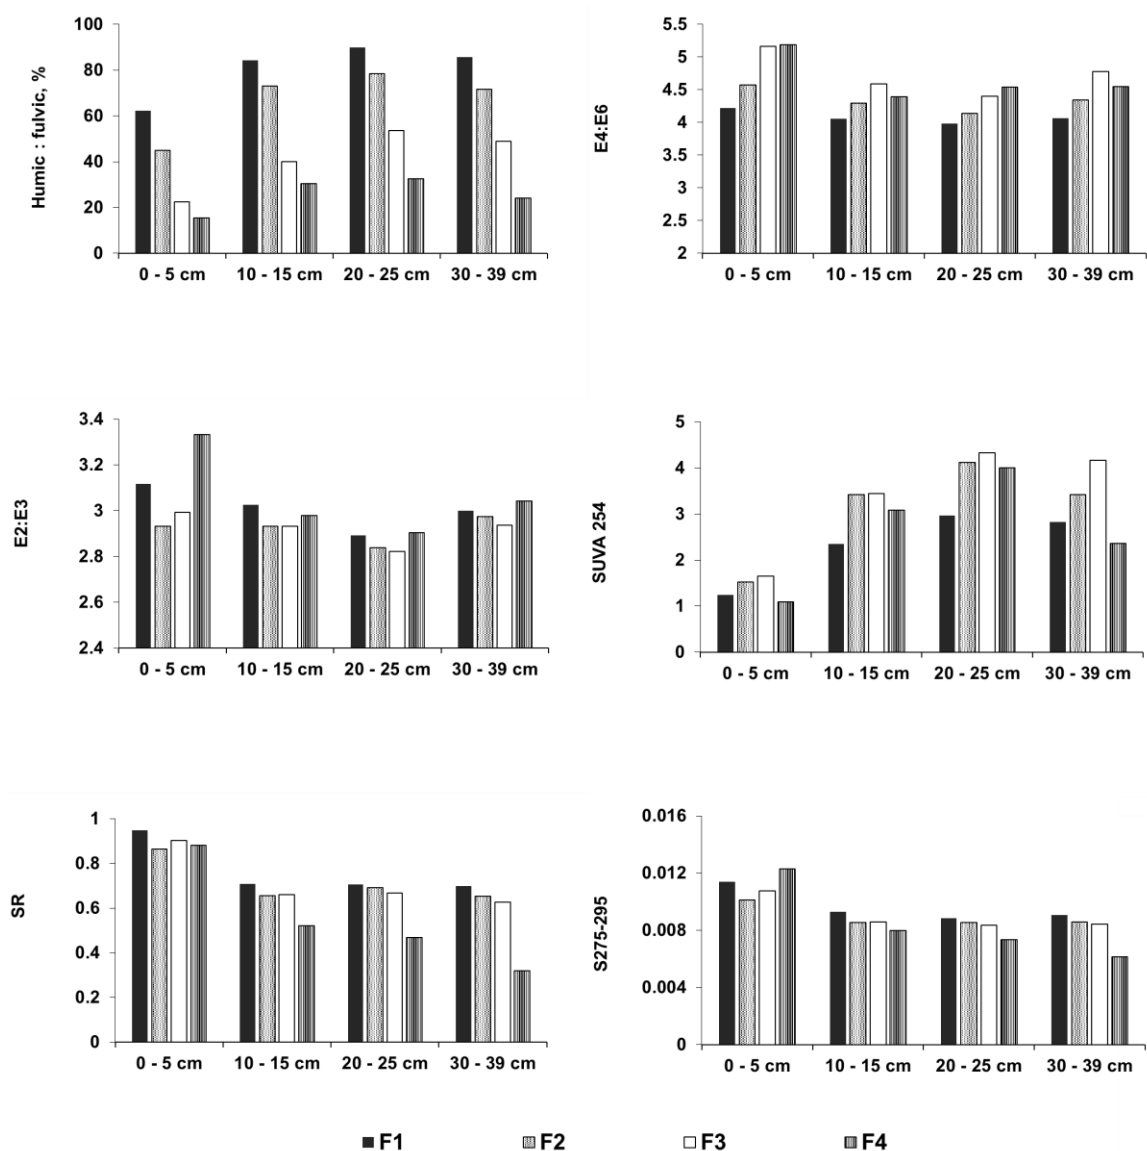 Humic : fulvic, %
100
80
60
40
20
0
0 - 5 cm 10 - 15 cm 20 - 25 cm 30 - 39 cm
E4:E6
5.5
5
4.5
4
3.5
3
2.5
2
0 - 5 cm 10 - 15 cm 20 - 25 cm 30 - 39 cm
E2:E3
3.4
3.2
3
2.8
2.6
2.4
0 - 5 cm 10 - 15 cm 20 - 25 cm 30 - 39 cm
SUVA 254
5
4
3
2
1
0
0 - 5 cm 10 - 15 cm 20 - 25 cm 30 - 39 cm
SR
1
0.8
0.6
0.4
0.2
0
0 - 5 cm 10 - 15 cm 20 - 25 cm 30 - 39 cm
S275-295
0.016
0.012
0.008
0.004
0
0 - 5 cm 10 - 15 cm 20 - 25 cm 30 - 39 cm
F1 F2 F3 F4